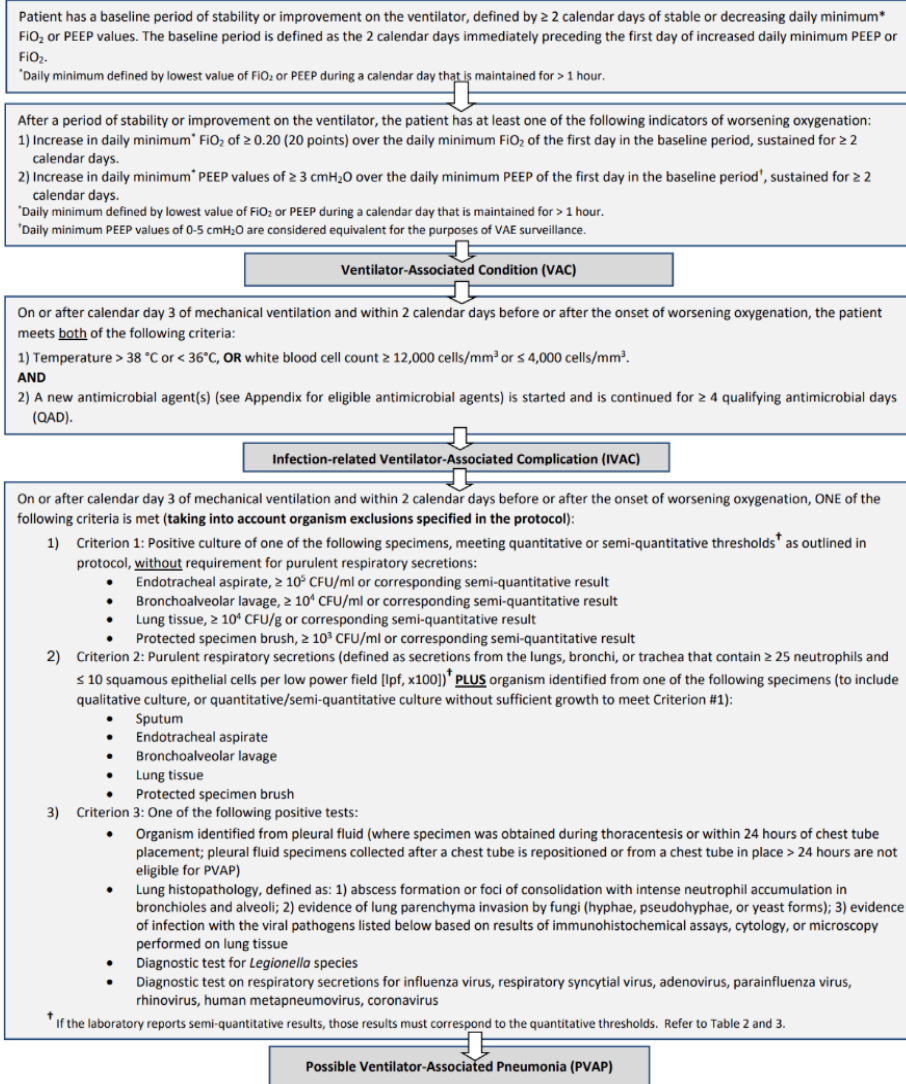 Patient has a baseline period of stability or improvement on the ventilator, defined by ≥ 2 calendar days of stable or decreasing daily minimum*
FiO₂ or PEEP values. The baseline period is defined as the 2 calendar days immediately preceding the first day of increased daily minimum PEEP or
FiO₂.
*Daily minimum defined by lowest value of FiO₂ or PEEP during a calendar day that is maintained for > 1 hour.
After a period of stability or improvement on the ventilator, the patient has at least one of the following indicators of worsening oxygenation:
1) Increase in daily minimum* FiO₂ of ≥ 0.20 (20 points) over the daily minimum FiO₂ of the first day in the baseline period, sustained for ≥ 2
calendar days.
2) Increase in daily minimum* PEEP values of ≥ 3 cmH₂O over the daily minimum PEEP of the first day in the baseline period†, sustained for ≥ 2
calendar days.
*Daily minimum defined by lowest value of FiO₂ or PEEP during a calendar day that is maintained for > 1 hour.
†Daily minimum PEEP values of 0-5 cmH₂O are considered equivalent for the purposes of VAE surveillance.
Ventilator-Associated Condition (VAC)
On or after calendar day 3 of mechanical ventilation and within 2 calendar days before or after the onset of worsening oxygenation, the patient
meets both of the following criteria:
1) Temperature > 38 °C or < 36°C, OR white blood cell count ≥ 12,000 cells/mm³ or ≤ 4,000 cells/mm³.
AND
2) A new antimicrobial agent(s) (see Appendix for eligible antimicrobial agents) is started and is continued for ≥ 4 qualifying antimicrobial days
(QAD).
Infection-related Ventilator-Associated Complication (IVAC)
On or after calendar day 3 of mechanical ventilation and within 2 calendar days before or after the onset of worsening oxygenation, ONE of the
following criteria is met (taking into account organism exclusions specified in the protocol):
1) Criterion 1: Positive culture of one of the following specimens, meeting quantitative or semi-quantitative thresholds† as outlined in
protocol, without requirement for purulent respiratory secretions:
• Endotracheal aspirate, ≥ 10⁵ CFU/ml or corresponding semi-quantitative result
• Bronchoalveolar lavage, ≥ 10⁴ CFU/ml or corresponding semi-quantitative result
• Lung tissue, ≥ 10⁴ CFU/g or corresponding semi-quantitative result
• Protected specimen brush, ≥ 10³ CFU/ml or corresponding semi-quantitative result
2) Criterion 2: Purulent respiratory secretions (defined as secretions from the lungs, bronchi, or trachea that contain ≥ 25 neutrophils and
≤ 10 squamous epithelial cells per low power field [lpf, x100])† PLUS organism identified from one of the following specimens (to include
qualitative culture, or quantitative/semi-quantitative culture without sufficient growth to meet Criterion #1):
• Sputum
• Endotracheal aspirate
• Bronchoalveolar lavage
• Lung tissue
• Protected specimen brush
3) Criterion 3: One of the following positive tests:
• Organism identified from pleural fluid (where specimen was obtained during thoracentesis or within 24 hours of chest tube
placement; pleural fluid specimens collected after a chest tube is repositioned or from a chest tube in place > 24 hours are not
eligible for PVAP)
• Lung histopathology, defined as: 1) abscess formation or foci of consolidation with intense neutrophil accumulation in
bronchioles and alveoli; 2) evidence of lung parenchyma invasion by fungi (hyphae, pseudohyphae, or yeast forms); 3) evidence
of infection with the viral pathogens listed below based on results of immunohistochemical assays, cytology, or microscopy
performed on lung tissue
• Diagnostic test for Legionella species
• Diagnostic test on respiratory secretions for influenza virus, respiratory syncytial virus, adenovirus, parainfluenza virus,
rhinovirus, human metapneumovirus, coronavirus
† If the laboratory reports semi-quantitative results, those results must correspond to the quantitative thresholds. Refer to Table 2 and 3.
Possible Ventilator-Associated Pneumonia (PVAP)